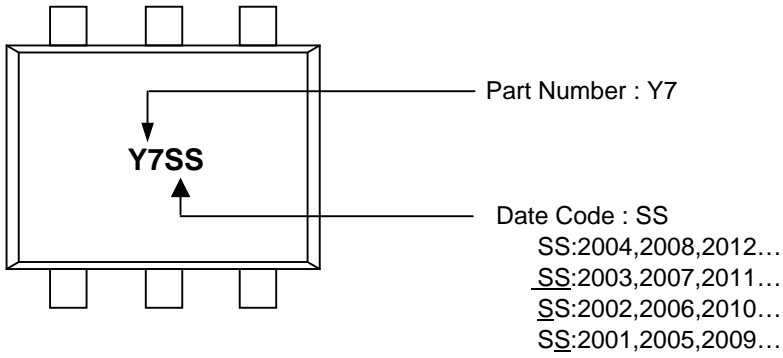 Part Number : Y7
Y7SS
Date Code : SS
SS:2004,2008,2012…
SS:2003,2007,2011…
SS:2002,2006,2010…
SS:2001,2005,2009…